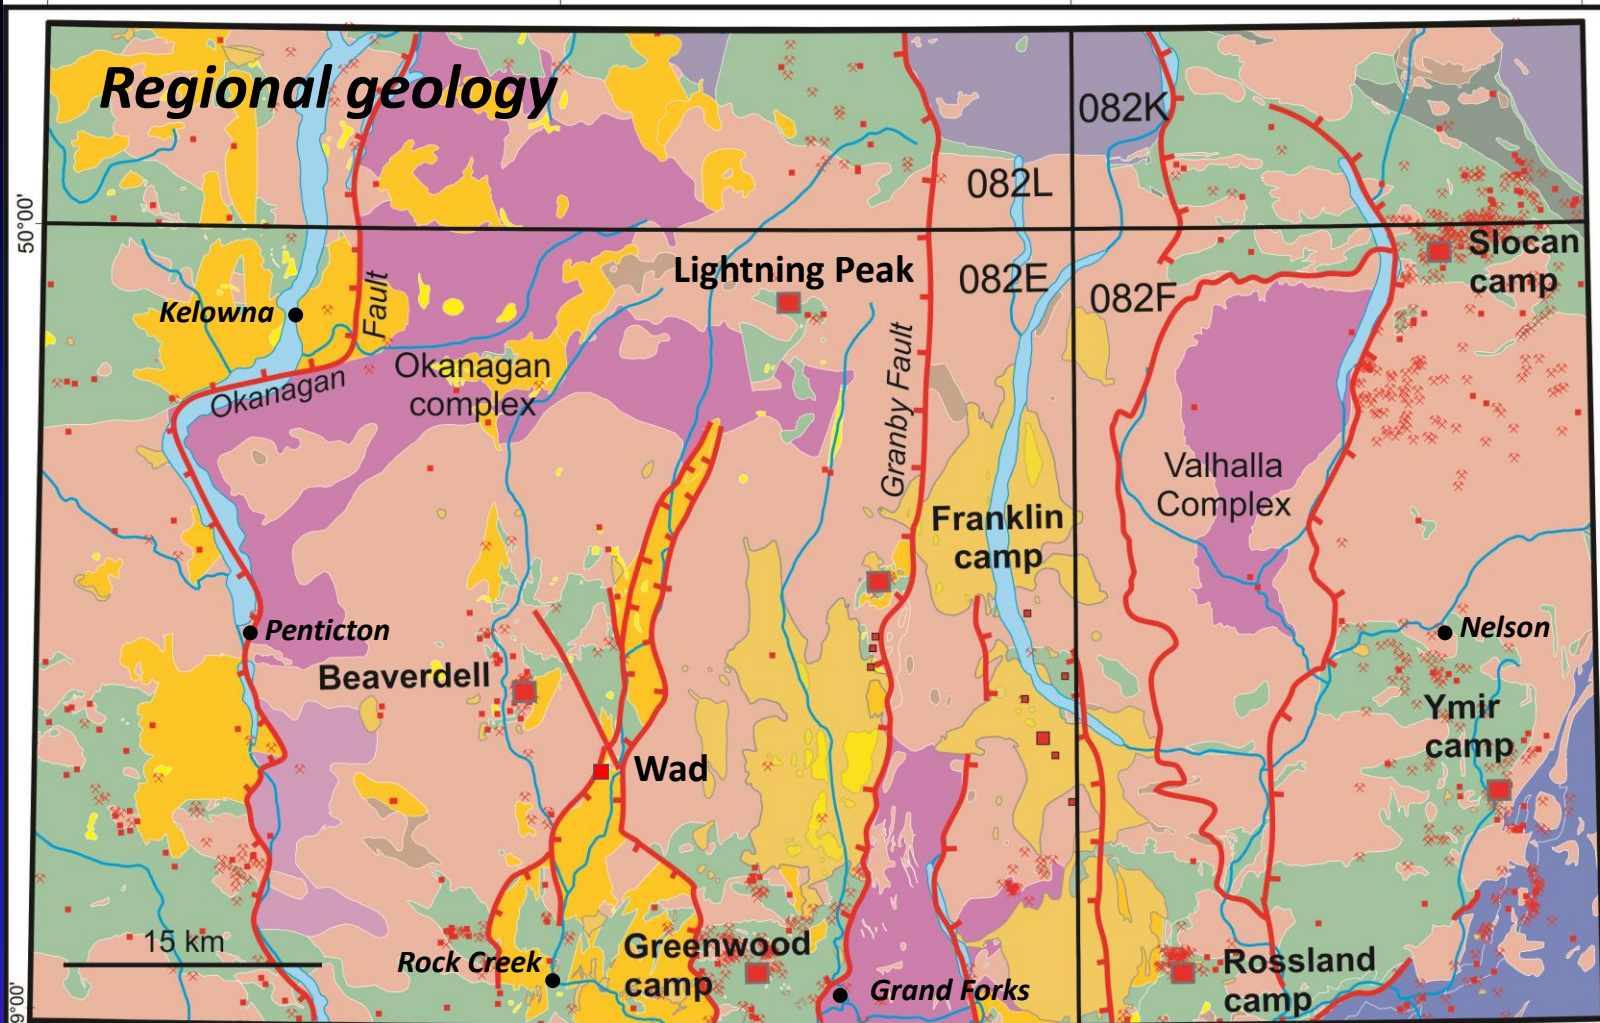 Regional geology
082K
082L
50°00'
Slocan
camp
Lightning Peak
082E
082F
Kelowna
Fault
Okanagan
complex
Okanagan
Granby Fault
Valhalla
Complex
Franklin
camp
Penticton
Nelson
Beaverdell
Ymir
camp
Wad
15 km
Rock Creek
Greenwood
camp
Grand Forks
Rossland
camp
9°00'